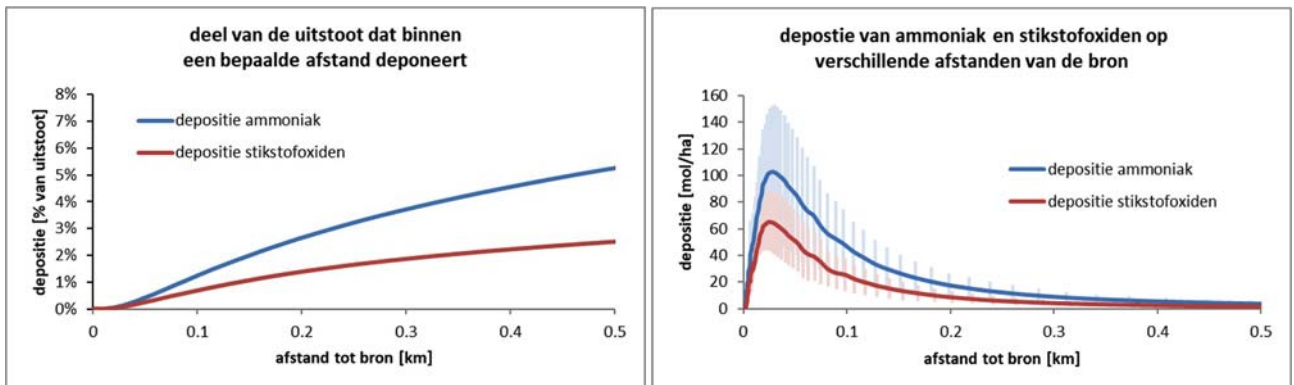 deel van de uitstoot dat binnen
een bepaalde afstand deponeert
8%
7%
6%
5%
4%
3%
2%
1%
0%
depositie [% van uitstoot]
depositie ammoniak
depositie stikstofoxiden
0
0.1
0.2
0.3
0.4
0.5
afstand tot bron [km]
depostie van ammoniak en stikstofoxiden op
verschillende afstanden van de bron
160
140
120
100
80
60
40
20
0
depositie [mol/ha]
depositie ammoniak
depositie stikstofoxiden
0
0.1
0.2
0.3
0.4
0.5
afstand tot bron [km]